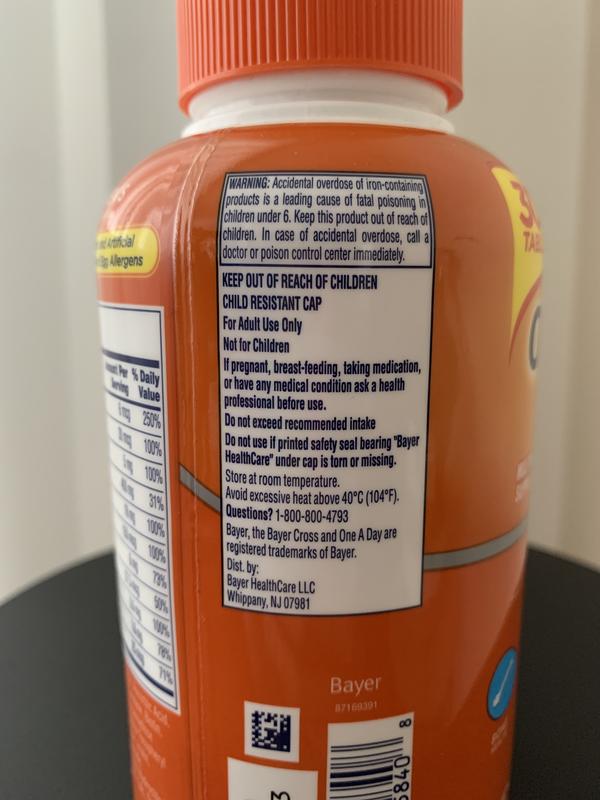 and Artificial
Egg Allergens
Amount Per % Daily
Serving Value
250%
100%
100%
31%
100%
100%
73%
50%
100%
78%
71%
WARNING: Accidental overdose of iron-containing
products is a leading cause of fatal poisoning in
children under 6. Keep this product out of reach of
children. In case of accidental overdose, call a
doctor or poison control center immediately.
KEEP OUT OF REACH OF CHILDREN
CHILD RESISTANT CAP
For Adult Use Only
Not for Children
If pregnant, breast-feeding, taking medication,
or have any medical condition ask a health
professional before use.
Do not exceed recommended intake
Do not use if printed safety seal bearing "Bayer
HealthCare" under cap is torn or missing.
Store at room temperature.
Avoid excessive heat above 40°C (104°F).
Questions? 1-800-800-4793
Bayer, the Bayer Cross and One A Day are
registered trademarks of Bayer.
Dist. by:
Bayer HealthCare LLC
Whippany, NJ 07981
Bayer
87169391